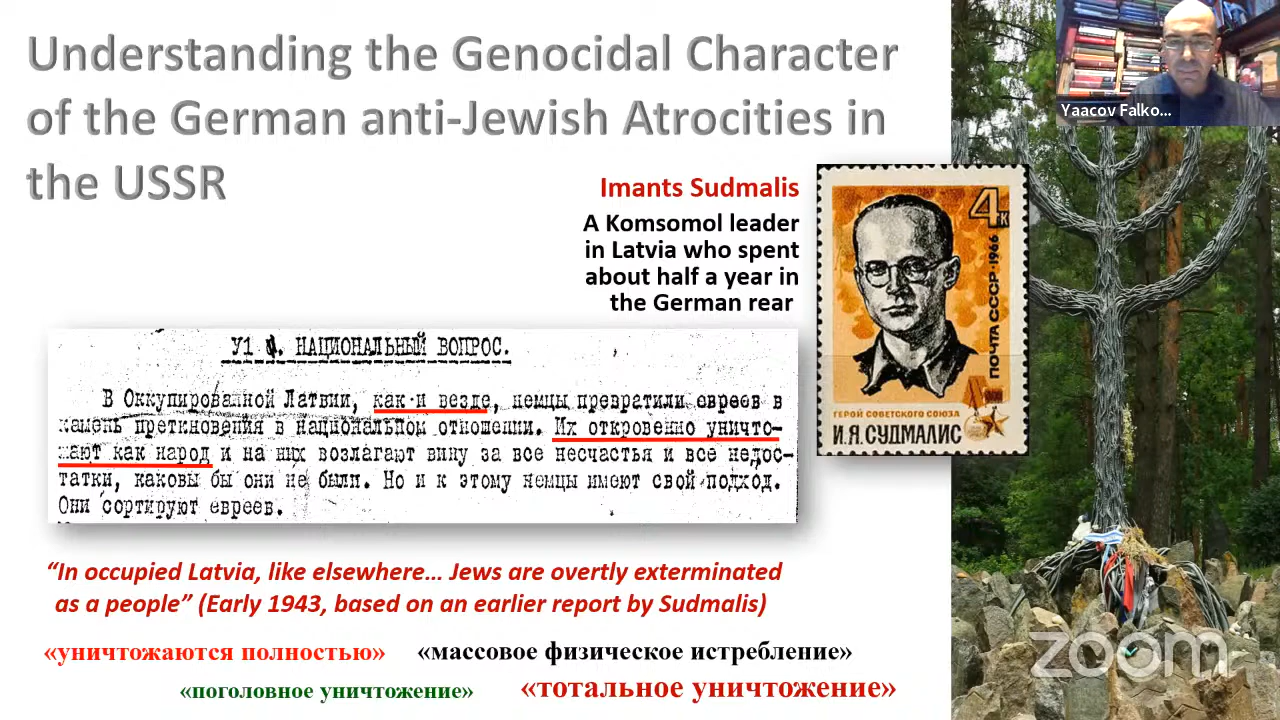 Understanding the Genocidal Character
of the German anti-Jewish Atrocities in
the USSR
Yaacov Falko...
Imants Sudmalis
A Komsomol leader
in Latvia who spent
about half a year in
the German rear
4к
ПОЧТА СССР·1966
ГЕРОЙ СОВЕТСКОГО СОЮЗА
И.Я.СУДМАЛИС
У1 НАЦИОНАЛЬНЫЙ ВОПРОС.
В Оккупированной Латвии, как и везде, немцы превратили евреев в
камень преткновения в национальном отношении. Их откровенно уничто-
жают как народ и на них возлагают вину за все несчастья и все недос-
татки, каковы бы они не были. Но и к этому немцы имеют свой подход.
Они сортируют евреев.
“In occupied Latvia, like elsewhere… Jews are overtly exterminated
as a people” (Early 1943, based on an earlier report by Sudmalis)
«уничтожаются полностью» «массовое физическое истребление»
«поголовное уничтожение» «тотальное уничтожение»
zoom